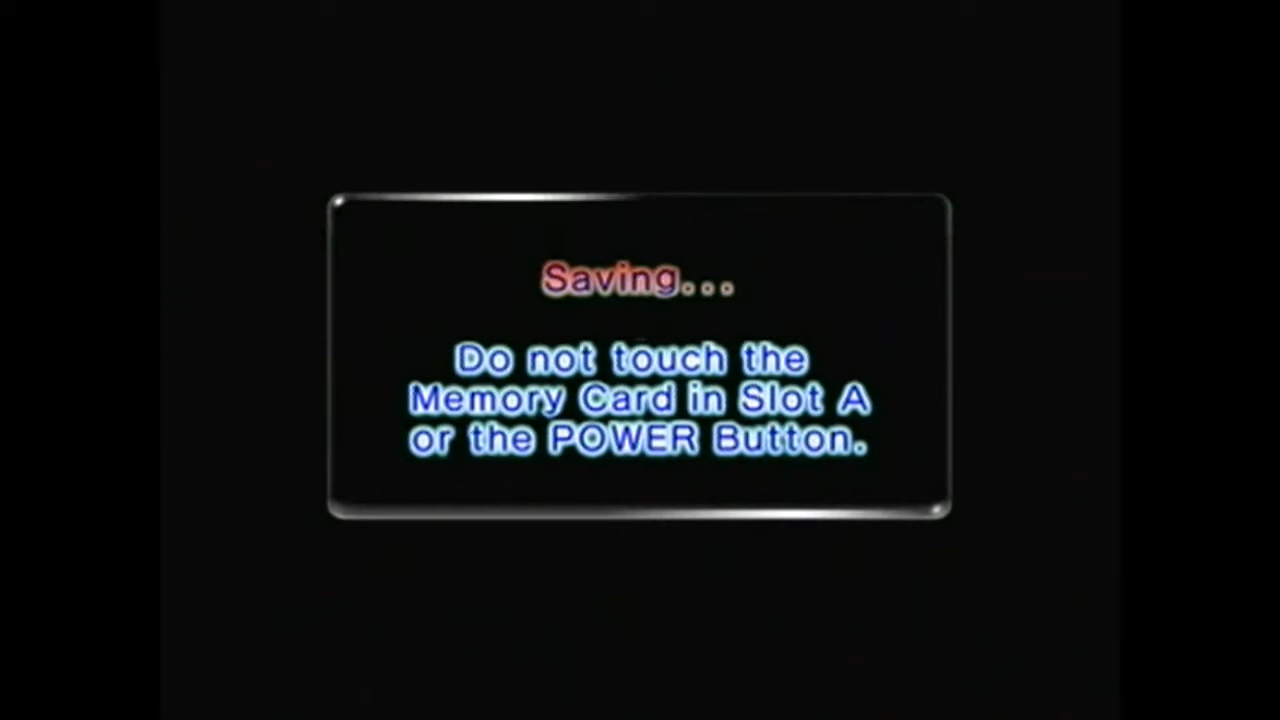 Saving...
Do not touch the
Memory Card in Slot A
or the POWER Button.